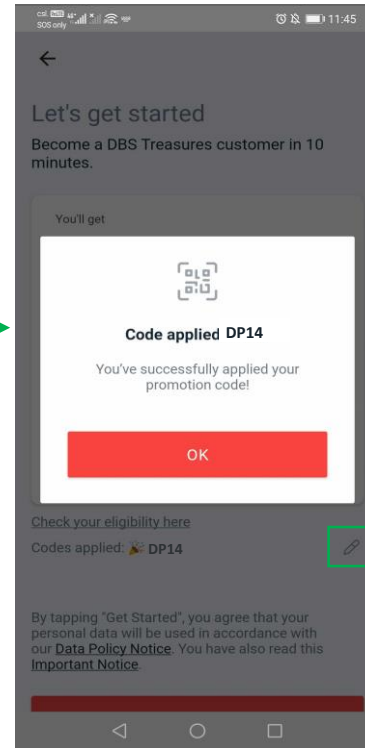 csl. SOS only 11:45
Let's get started
Become a DBS Treasures customer in 10
minutes.
You'll get
Code applied DP14
You've successfully applied your
promotion code!
OK
Check your eligibility here
Codes applied: 🎉 DP14
By tapping "Get Started", you agree that your
personal data will be used in accordance with
our Data Policy Notice. You have also read this
Important Notice.